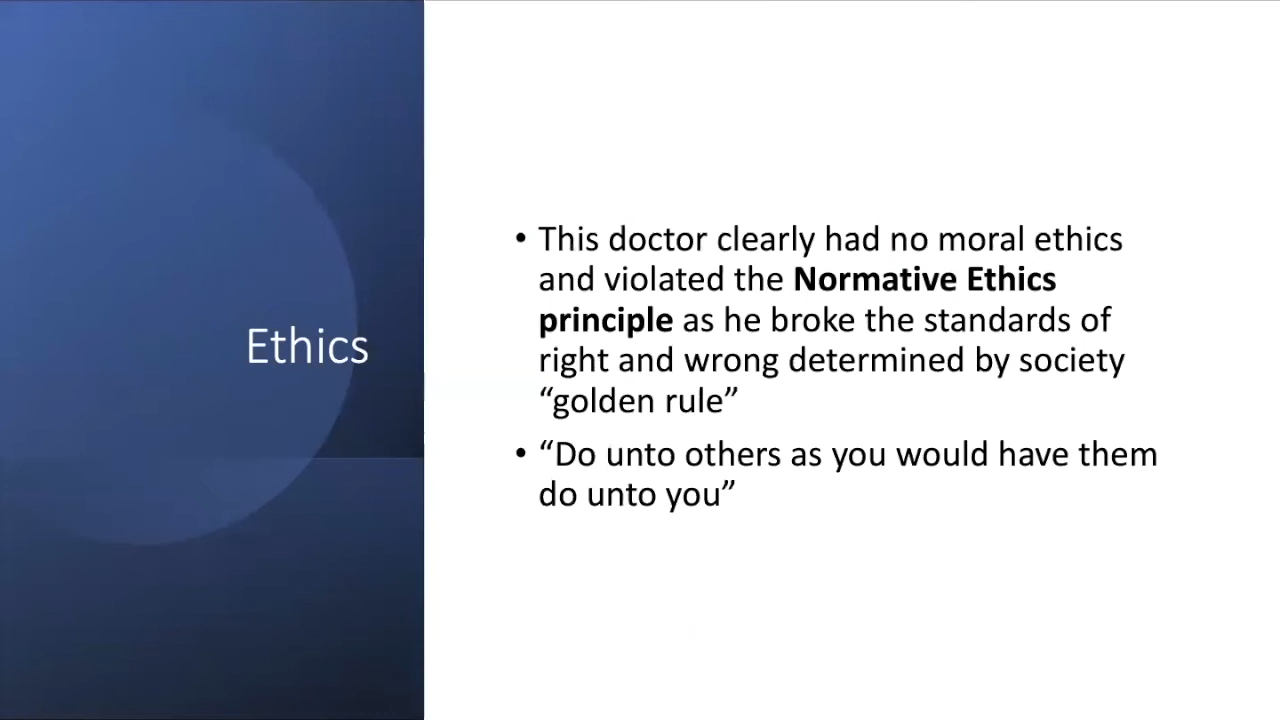 Ethics
• This doctor clearly had no moral ethics
and violated the Normative Ethics
principle as he broke the standards of
right and wrong determined by society
“golden rule”
• “Do unto others as you would have them
do unto you”